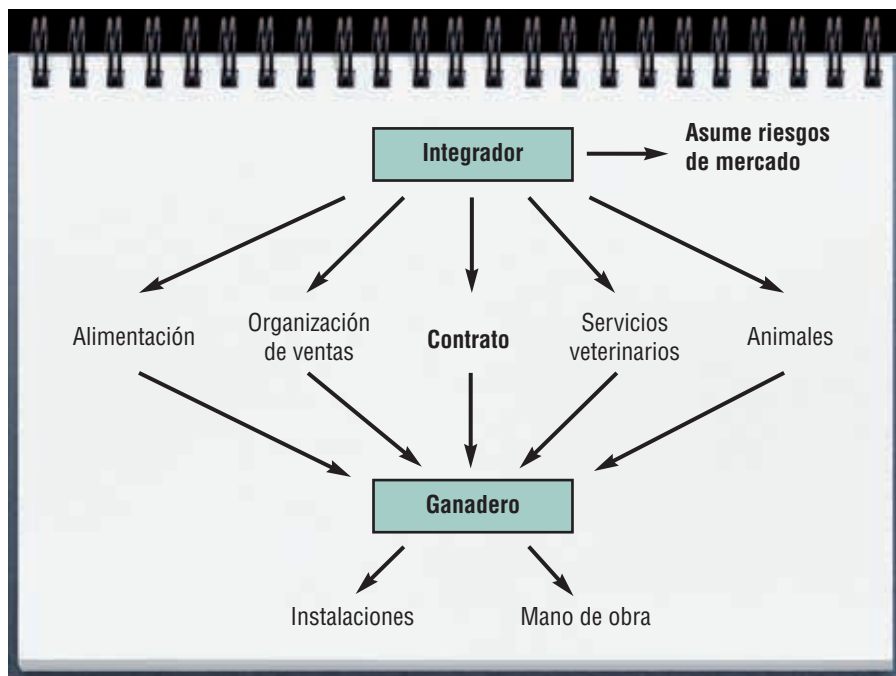 Integrador
Asume riesgos
de mercado
Alimentación
Organización
de ventas
Contrato
Servicios
veterinarios
Animales
Ganadero
Instalaciones
Mano de obra